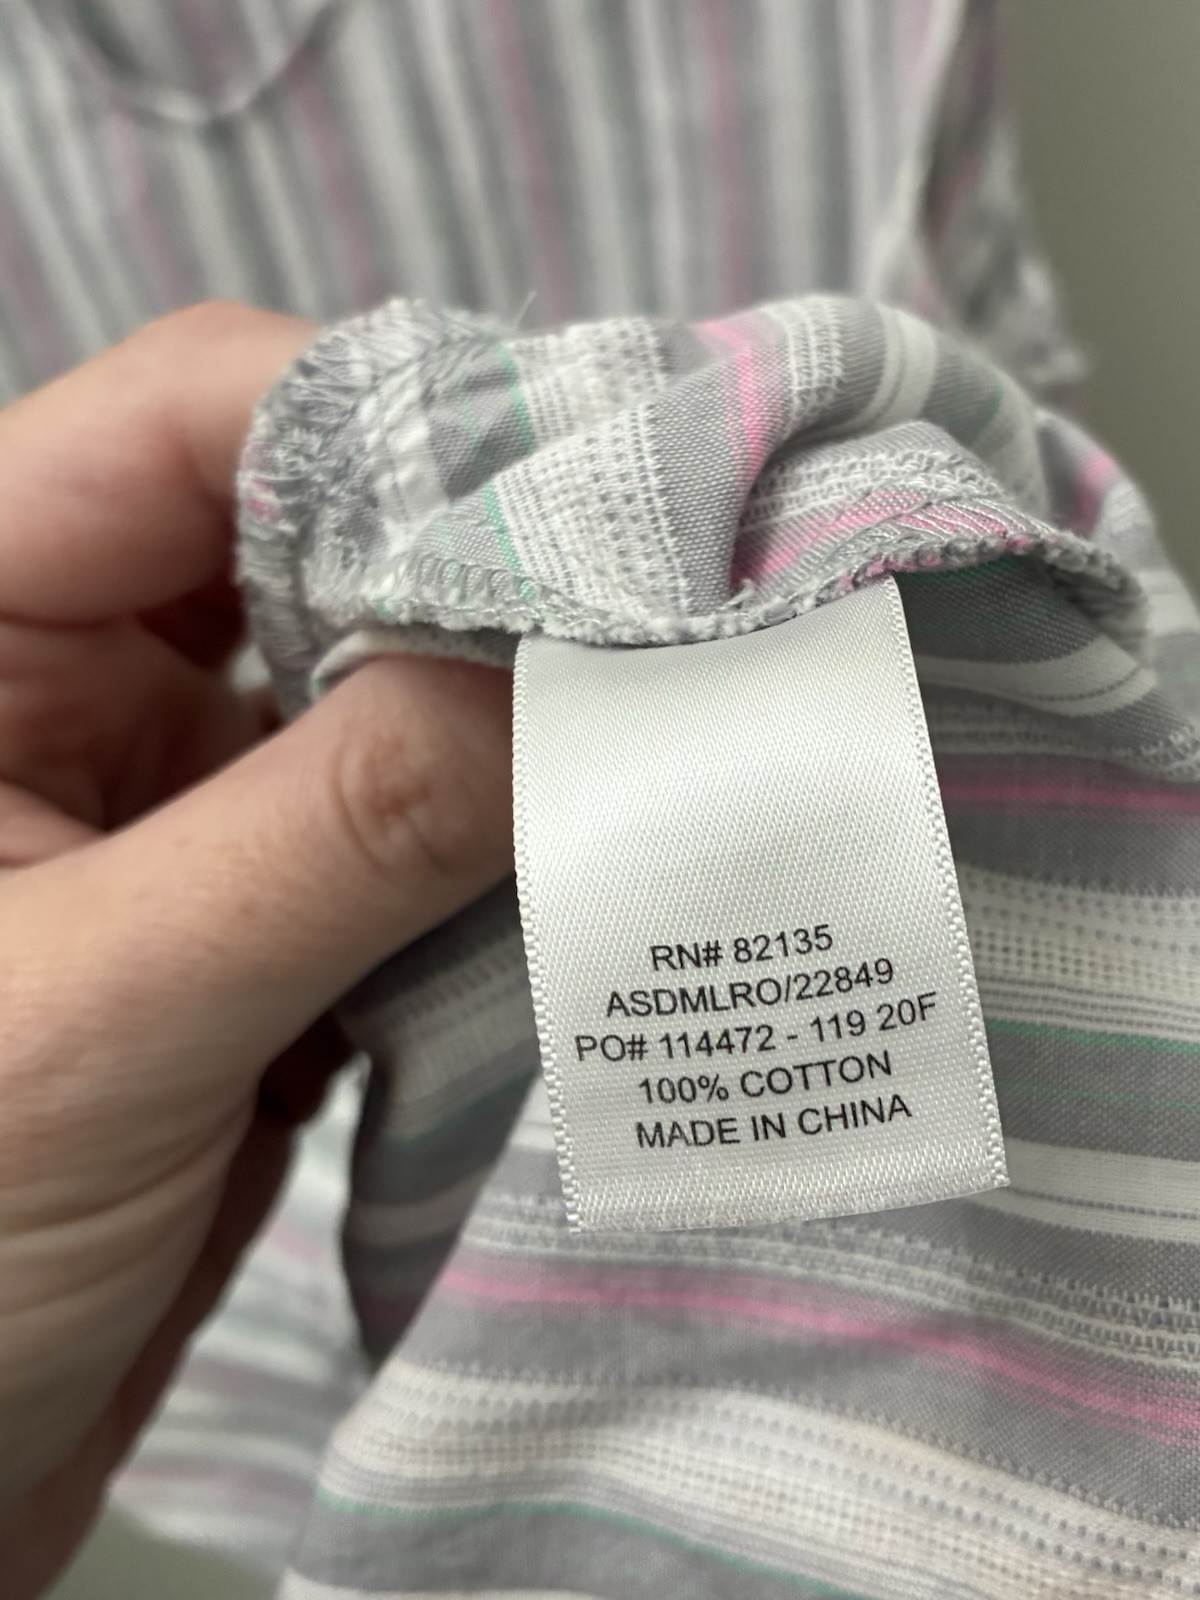 RN# 82135
ASDMLRO/22849
PO# 114472 - 119 20F
100% COTTON
MADE IN CHINA